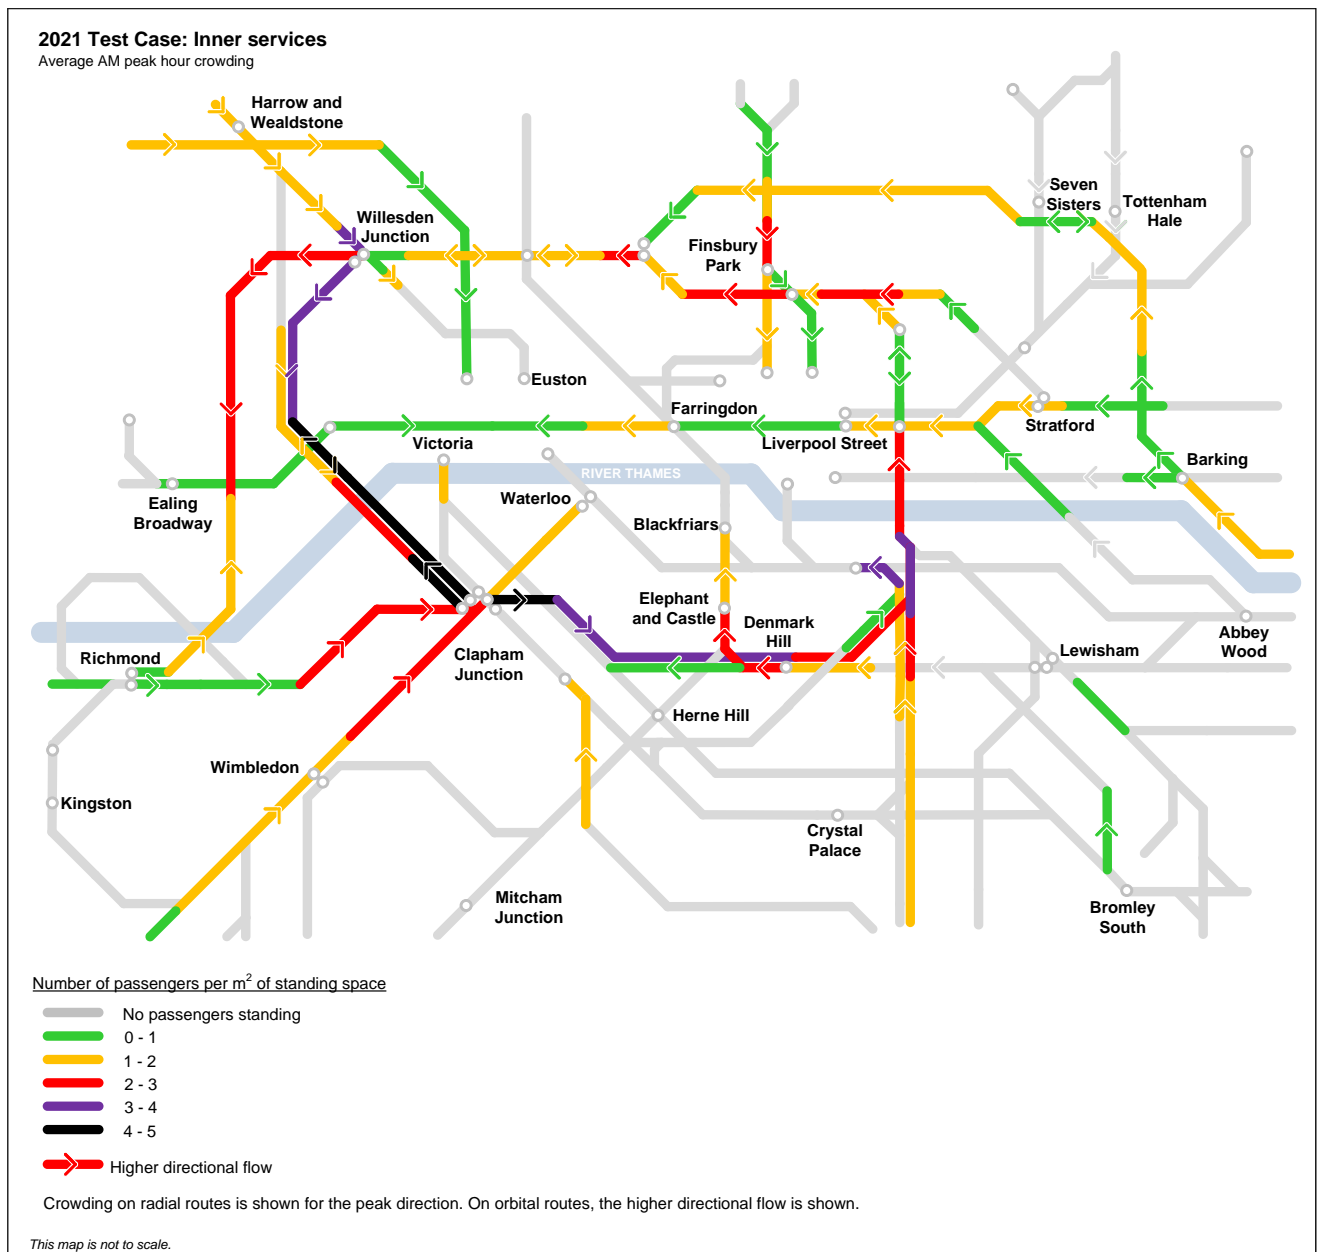 2021 Test Case: Inner services
Average AM peak hour crowding
Harrow and
Wealdstone
Willesden
Junction
Finsbury
Park
Seven
Sisters
Tottenham
Hale
Euston
Farringdon
Victoria
Liverpool Street
Stratford
Barking
RIVER THAMES
Ealing
Broadway
Waterloo
Blackfriars
Elephant
and Castle
Denmark
Hill
Abbey
Wood
Richmond
Clapham
Junction
Lewisham
Herne Hill
Wimbledon
Kingston
Crystal
Palace
Mitcham
Junction
Bromley
South
Number of passengers per m² of standing space
No passengers standing
0 - 1
1 - 2
2 - 3
3 - 4
4 - 5
Higher directional flow
Crowding on radial routes is shown for the peak direction. On orbital routes, the higher directional flow is shown.
This map is not to scale.